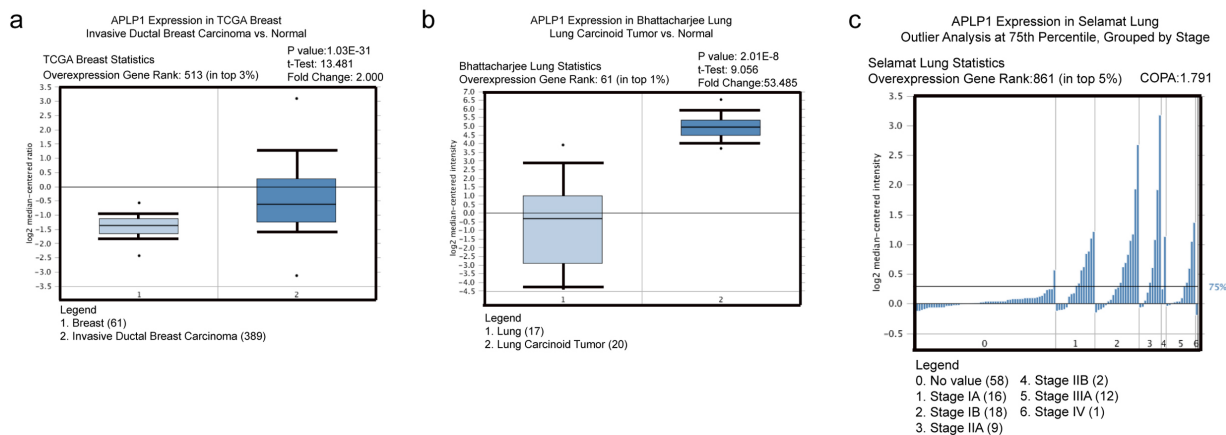 a
APLP1 Expression in TCGA Breast
Invasive Ductal Breast Carcinoma vs. Normal
P value:1.03E-31
t-Test: 13.481
Fold Change: 2.000
TCGA Breast Statistics
Overexpression Gene Rank: 513 (in top 3%)
3.5
3.0
2.5
2.0
1.5
1.0
0.5
0.0
-0.5
-1.0
-1.5
-2.0
-2.5
-3.0
-3.5
log2 median-centered ratio
1
2
Legend
1. Breast (61)
2. Invasive Ductal Breast Carcinoma (389)
b
APLP1 Expression in Bhattacharjee Lung
Lung Carcinoid Tumor vs. Normal
P value: 2.01E-8
t-Test: 9.056
Fold Change:53.485
Bhattacharjee Lung Statistics
Overexpression Gene Rank: 61 (in top 1%)
7.0
6.5
6.0
5.5
5.0
4.5
4.0
3.5
3.0
2.5
2.0
1.5
1.0
0.5
0.0
-0.5
-1.0
-1.5
-2.0
-2.5
-3.0
-3.5
-4.0
-4.5
log2 median-centered intensity
1
2
Legend
1. Lung (17)
2. Lung Carcinoid Tumor (20)
c
APLP1 Expression in Selamat Lung
Outlier Analysis at 75th Percentile, Grouped by Stage
Selamat Lung Statistics
Overexpression Gene Rank:861 (in top 5%) COPA:1.791
3.5
3.0
2.5
2.0
1.5
1.0
0.5
0.0
-0.5
log2 median-centered intensity
75%
0 1 2 3 4 5 6
Legend
0. No value (58) 4. Stage IIB (2)
1. Stage IA (16) 5. Stage IIIA (12)
2. Stage IB (18) 6. Stage IV (1)
3. Stage IIA (9)